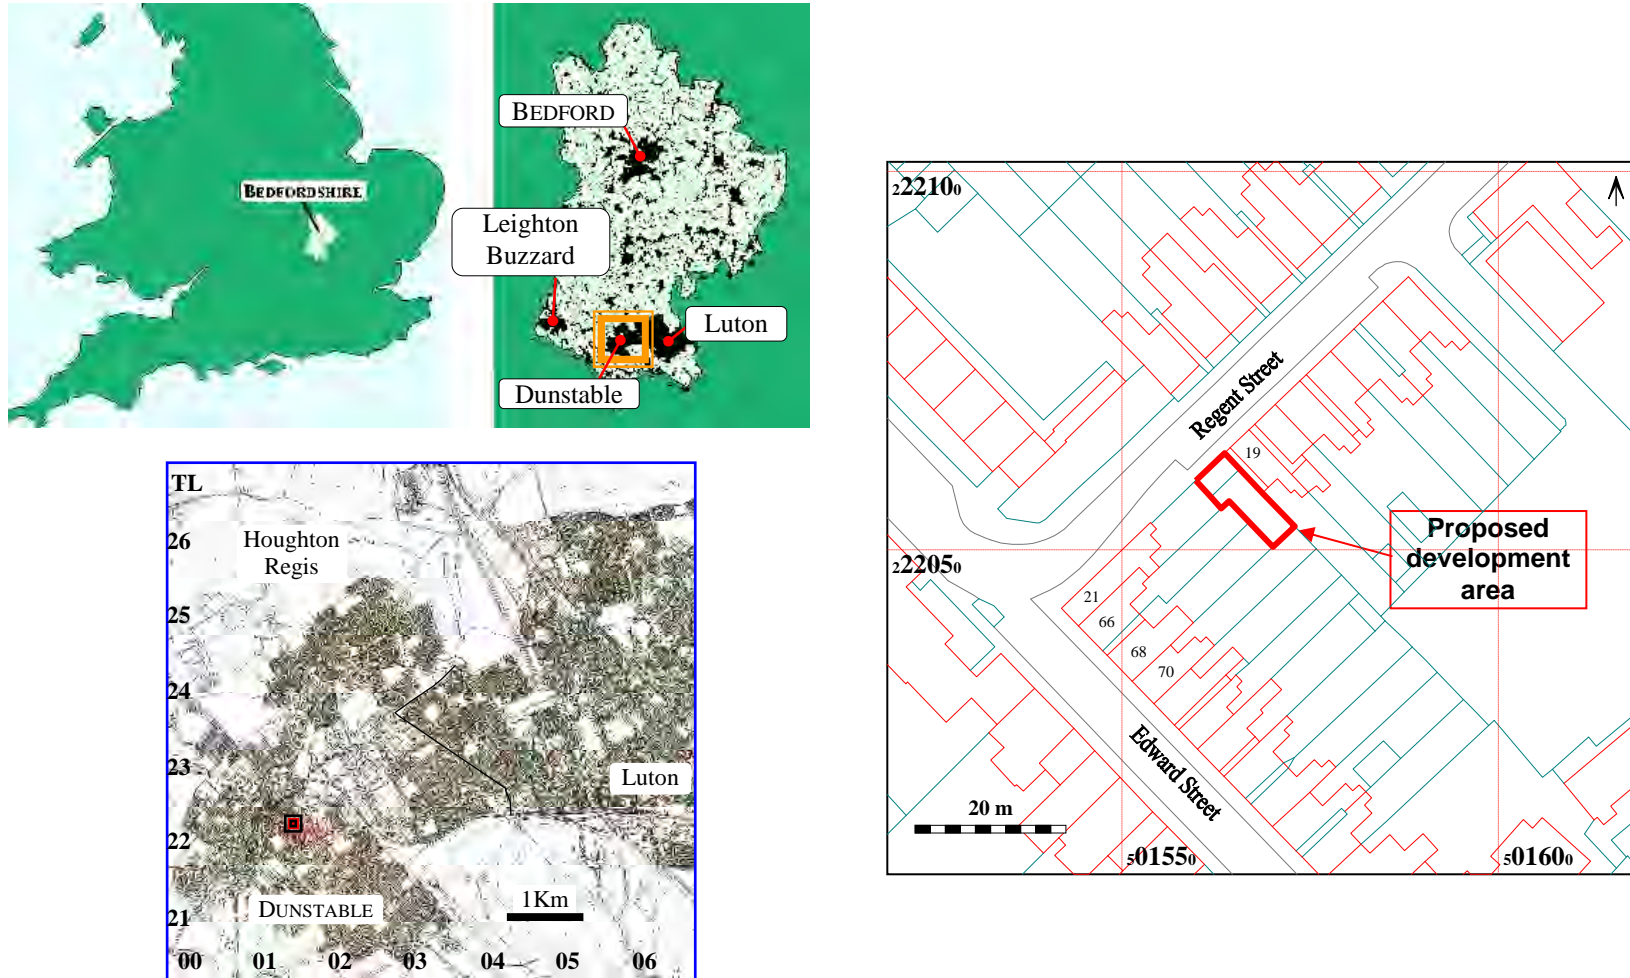 BEDFORDSHIRE
BEDFORD
Leighton
Buzzard
Luton
Dunstable
TL
26
25
24
23
22
21
00 01 02 03 04 05 06
Houghton
Regis
Luton
DUNSTABLE
1Km
222100
222050
501550
501600
Regent Street
19
Proposed
development
area
21
66
68
70
Edward Street
20 m